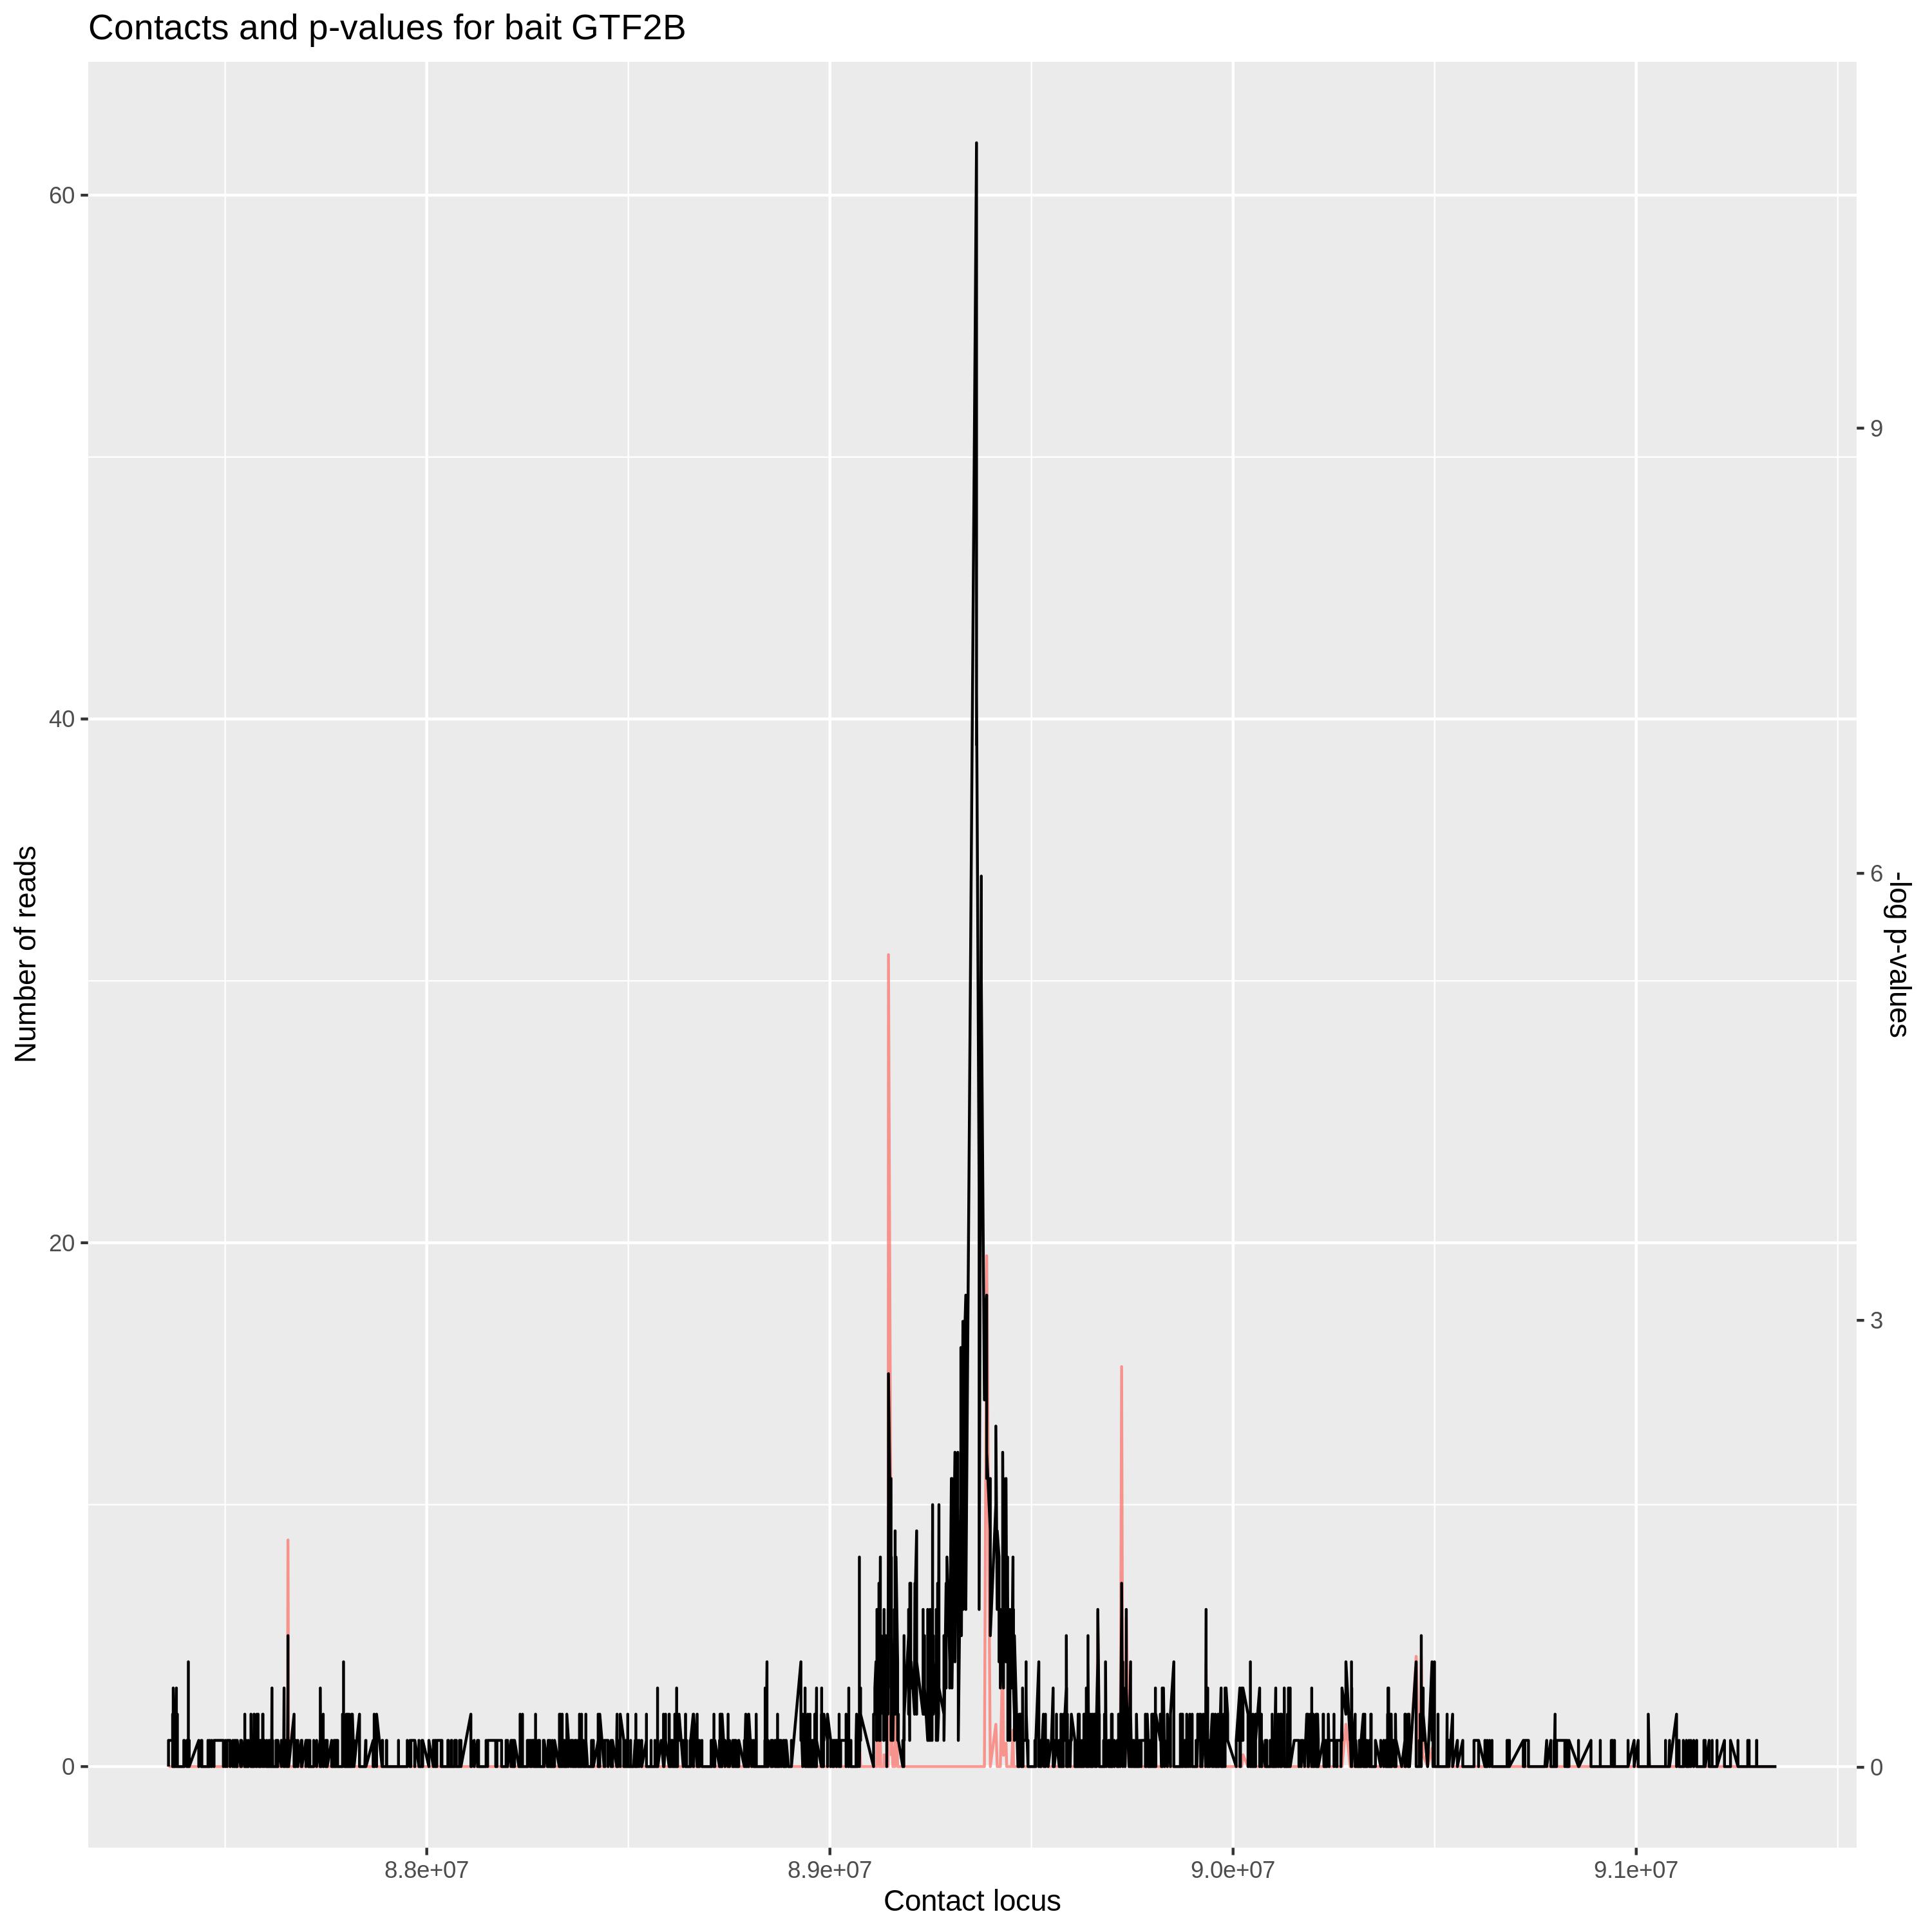 Contacts and p-values for bait GTF2B
60
40
20
0
Number of reads
9
6
3
0
-log p-values
8.8e+07 8.9e+07 9.0e+07 9.1e+07
Contact locus